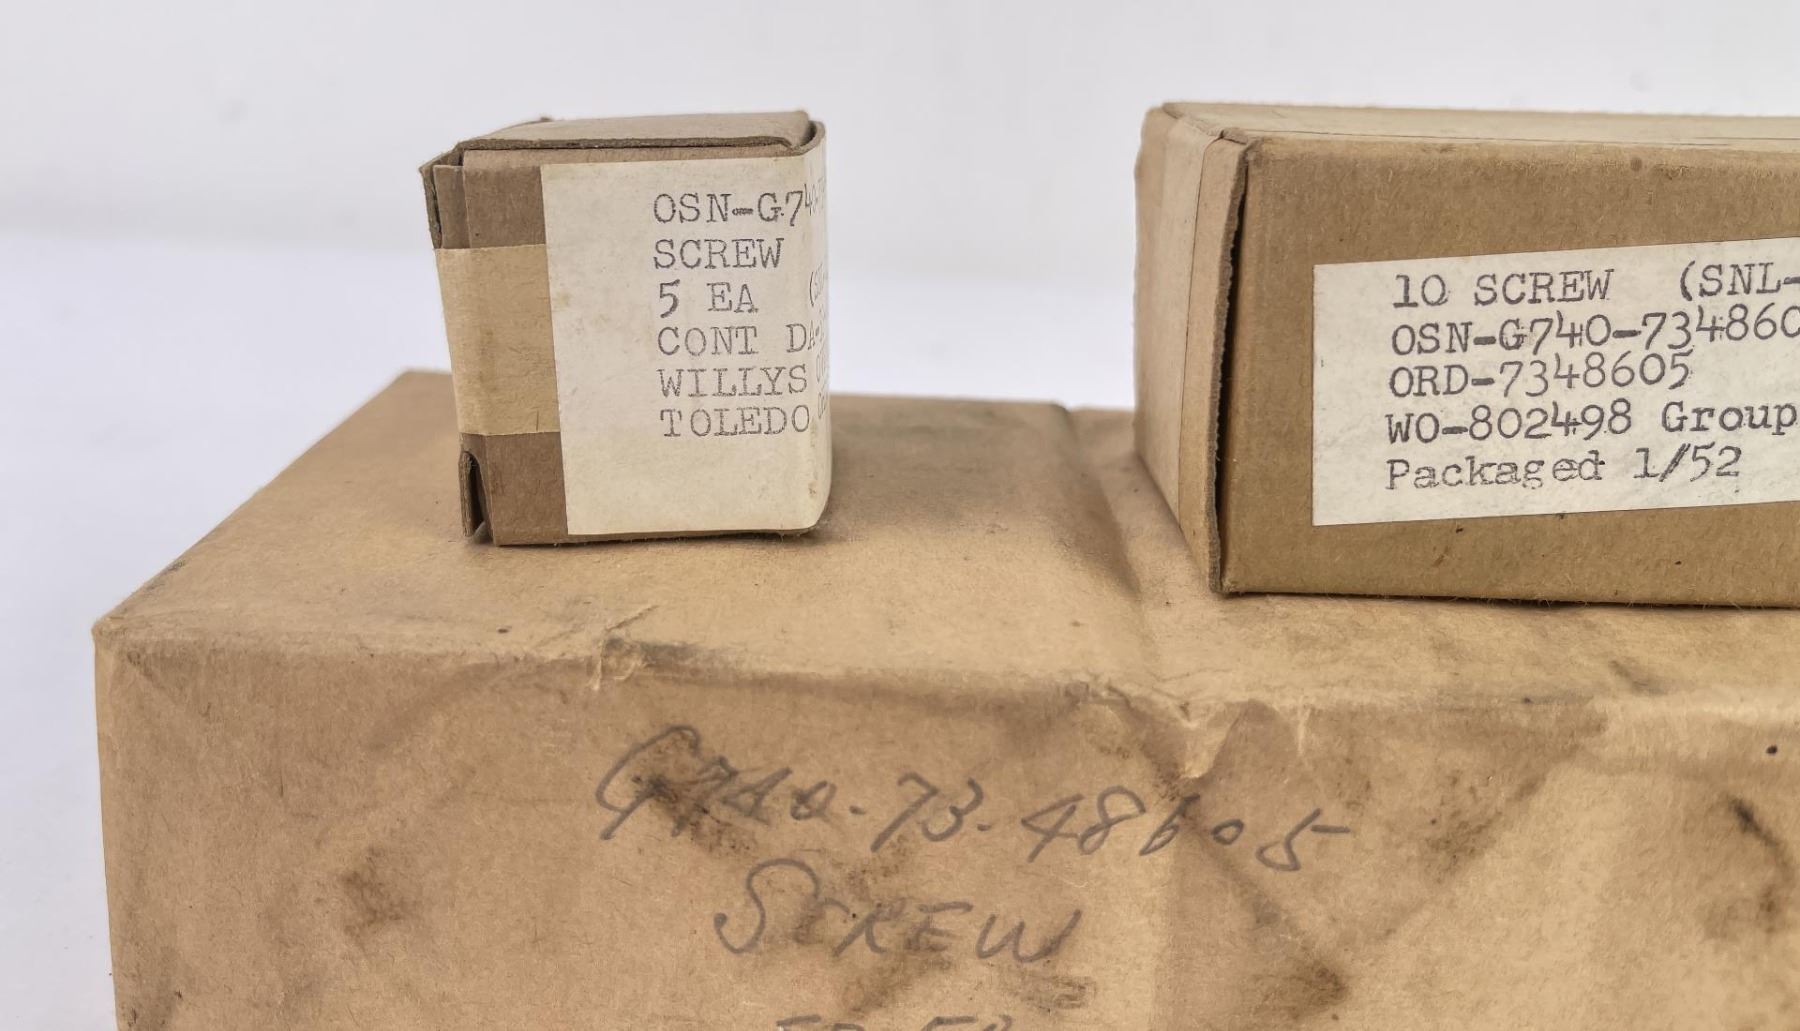 OSN-G740
SCREW
5 EA
CONT DA
WILLYS
TOLEDO
10 SCREW (SNL-
OSN-G740-734860
ORD-7348605
WO-802498 Group
Packaged 1/52
G740-73-48605
SCREW